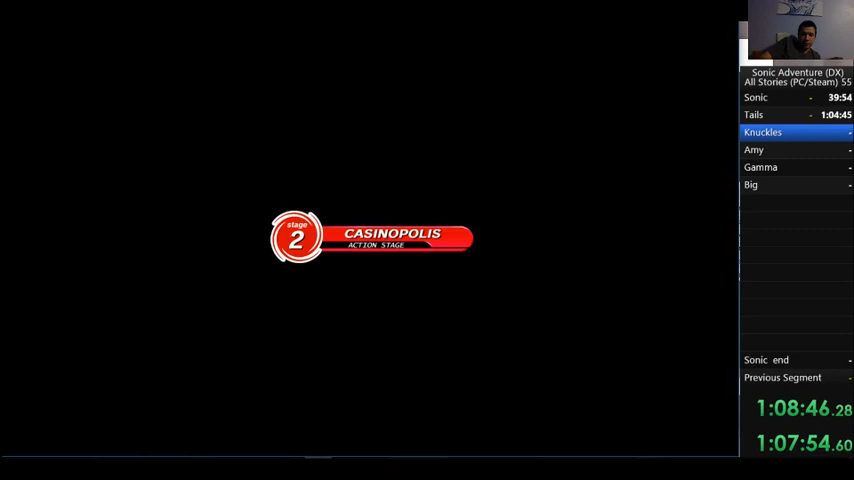 Sonic Adventure (DX)
All Stories (PC/Steam) 55
Sonic - 39:54
Tails - 1:04:45
Knuckles -
Amy -
Gamma -
Big -
stage
2
CASINOPOLIS
ACTION STAGE
Sonic end -
Previous Segment -
1:08:46.28
1:07:54.60